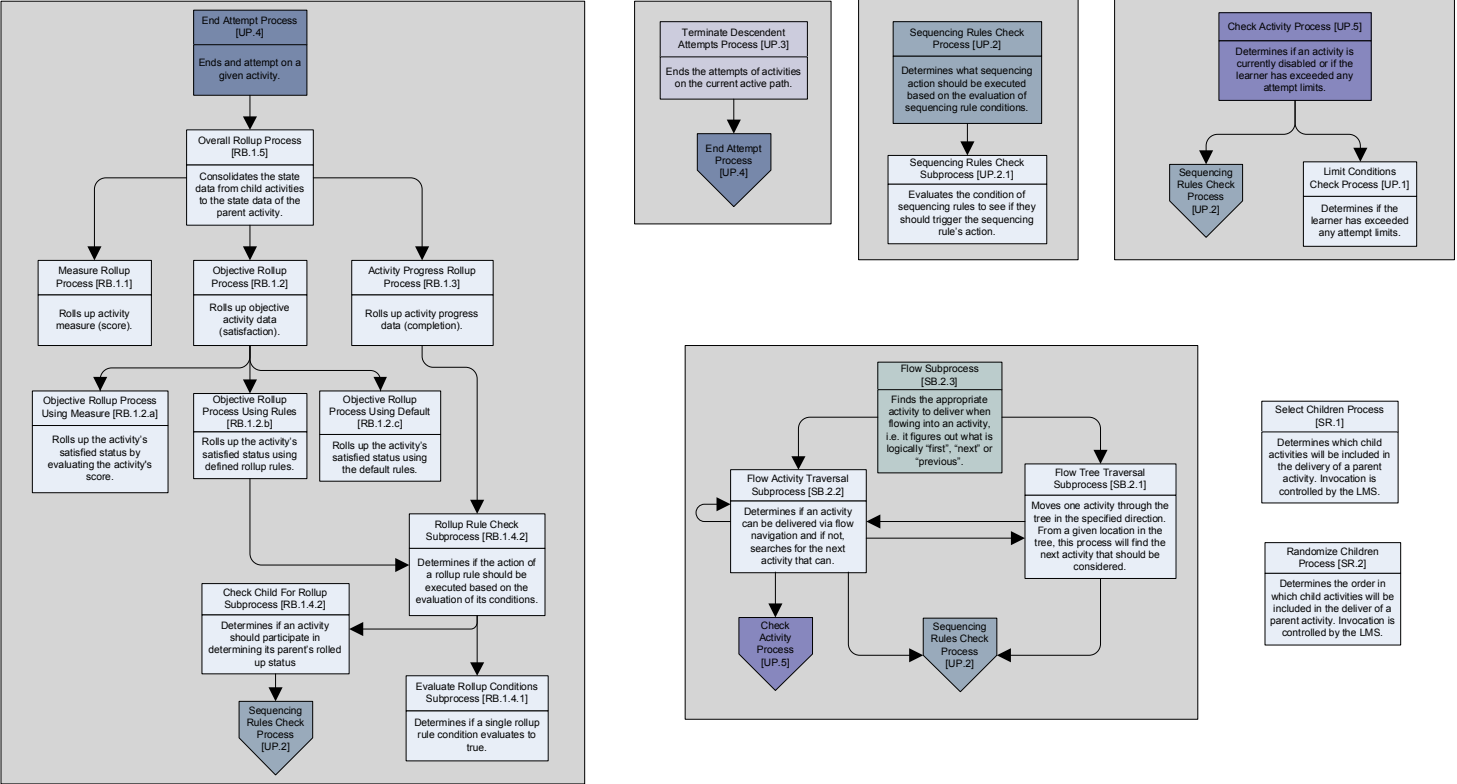 End Attempt Process
[UP.4]
Ends and attempt on a
given activity.
Overall Rollup Process
[RB.1.5]
Consolidates the state
data from child activities
to the state data of the
parent activity.
Measure Rollup
Process [RB.1.1]
Rolls up activity
measure (score).
Objective Rollup
Process [RB.1.2]
Rolls up objective
activity data
(satisfaction).
Activity Progress Rollup
Process [RB.1.3]
Rolls up activity progress
data (completion).
Objective Rollup Process
Using Measure [RB.1.2.a]
Rolls up the activity's
satisfied status by
evaluating the activity's
score.
Objective Rollup
Process Using Rules
[RB.1.2.b]
Rolls up the activity's
satisfied status using
defined rollup rules.
Objective Rollup
Process Using Default
[RB.1.2.c]
Rolls up the activity's
satisfied status using
the default rules.
Rollup Rule Check
Subprocess [RB.1.4.2]
Determines if the action of
a rollup rule should be
executed based on the
evaluation of its conditions.
Check Child For Rollup
Subprocess [RB.1.4.2]
Determines if an activity
should participate in
determining its parent's rolled
up status
Sequencing
Rules Check
Process
[UP.2]
Evaluate Rollup Conditions
Subprocess [RB.1.4.1]
Determines if a single rollup
rule condition evaluates to
true.
Terminate Descendent
Attempts Process [UP.3]
Ends the attempts of activities
on the current active path.
End Attempt
Process
[UP.4]
Sequencing Rules Check
Process [UP.2]
Determines what sequencing
action should be executed
based on the evaluation of
sequencing rule conditions.
Sequencing Rules Check
Subprocess [UP.2.1]
Evaluates the condition of
sequencing rules to see if they
should trigger the sequencing
rule's action.
Check Activity Process [UP.5]
Determines if an activity is
currently disabled or if the
learner has exceeded any
attempt limits.
Sequencing
Rules Check
Process
[UP.2]
Limit Conditions
Check Process [UP.1]
Determines if the
learner has exceeded
any attempt limits.
Flow Subprocess
[SB.2.3]
Finds the appropriate
activity to deliver when
flowing into an activity,
i.e. it figures out what is
logically “first”, “next” or
“previous”.
Flow Activity Traversal
Subprocess [SB.2.2]
Determines if an activity
can be delivered via flow
navigation and if not,
searches for the next
activity that can.
Flow Tree Traversal
Subprocess [SB.2.1]
Moves one activity through the
tree in the specified direction.
From a given location in the
tree, this process will find the
next activity that should be
considered.
Check
Activity
Process
[UP.5]
Sequencing
Rules Check
Process
[UP.2]
Select Children Process
[SR.1]
Determines which child
activities will be included in
the delivery of a parent
activity. Invocation is
controlled by the LMS.
Randomize Children
Process [SR.2]
Determines the order in
which child activities will be
included in the deliver of a
parent activity. Invocation is
controlled by the LMS.